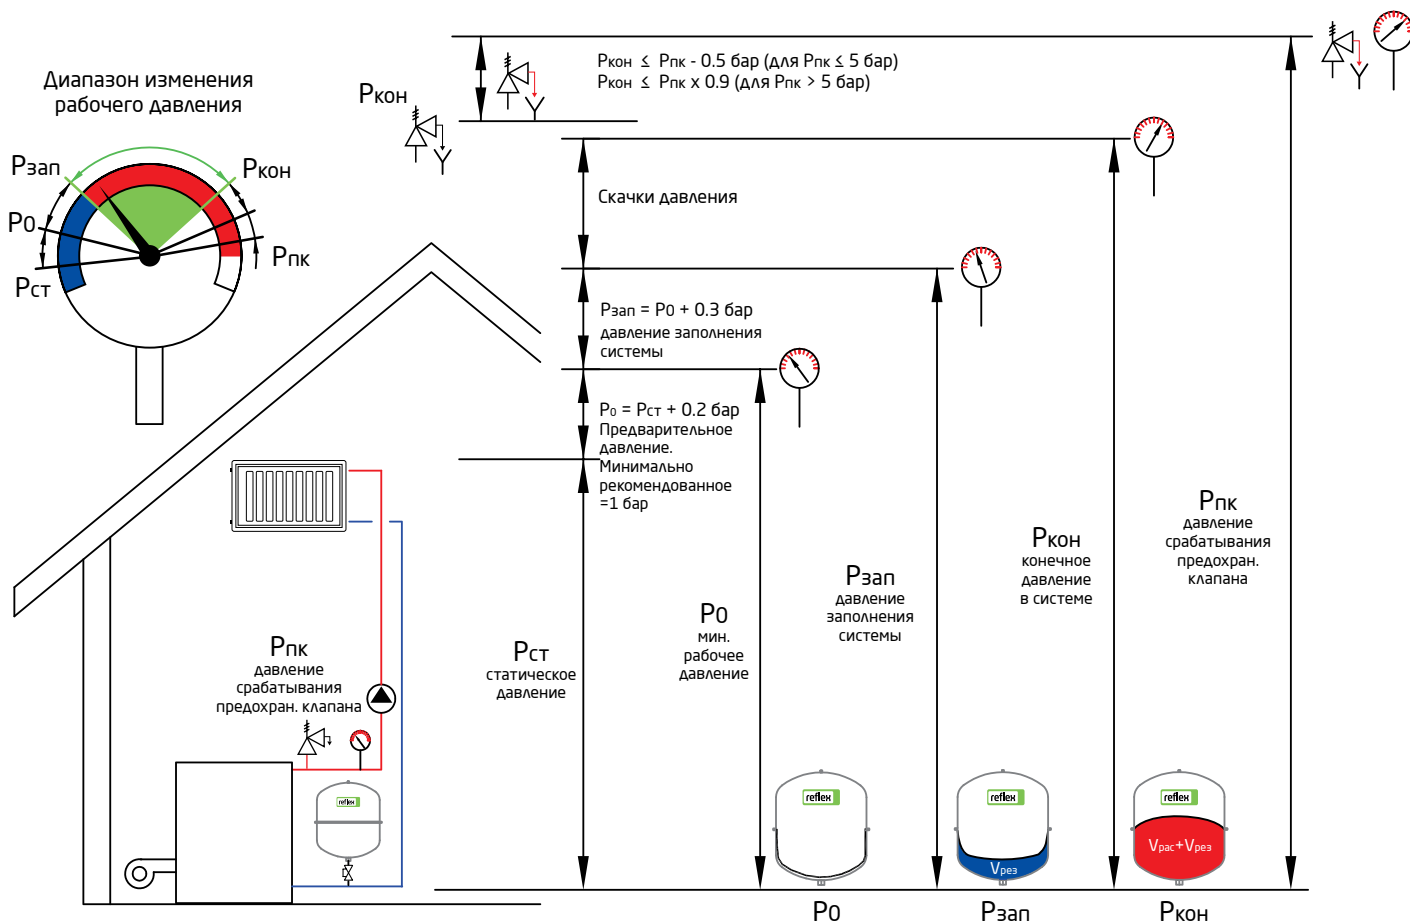 Диапазон изменения
рабочего давления
Pзап
Pкон
P0
Pст
Pпк
Pкон
Pкон ≤ Pпк - 0.5 бар (для Pпк ≤ 5 бар)
Pкон ≤ Pпк x 0.9 (для Pпк > 5 бар)
Скачки давления
Pзап = P0 + 0.3 бар
давление заполнения
системы
P0 = Pст + 0.2 бар
Предварительное
давление.
Минимально
рекомендованное
=1 бар
Pпк
давление
срабатывания
предохран. клапана
Pст
статическое
давление
P0
мин.
рабочее
давление
Pзап
давление
заполнения
системы
Pкон
конечное
давление
в системе
Pпк
давление
срабатывания
предохран.
клапана
reflex
reflex
reflex
reflex
Vрез
Vрас+Vрез
P0
Pзап
Pкон